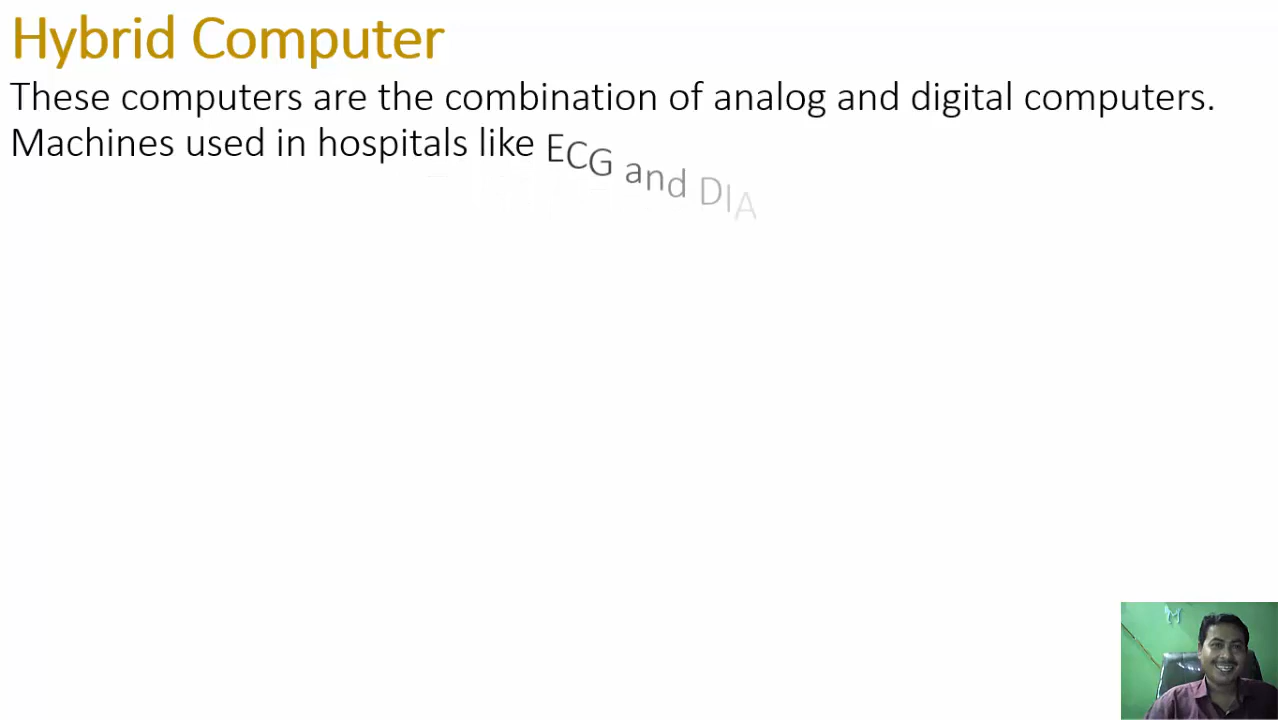 Hybrid Computer
These computers are the combination of analog and digital computers.
Machines used in hospitals like ECG and DIA